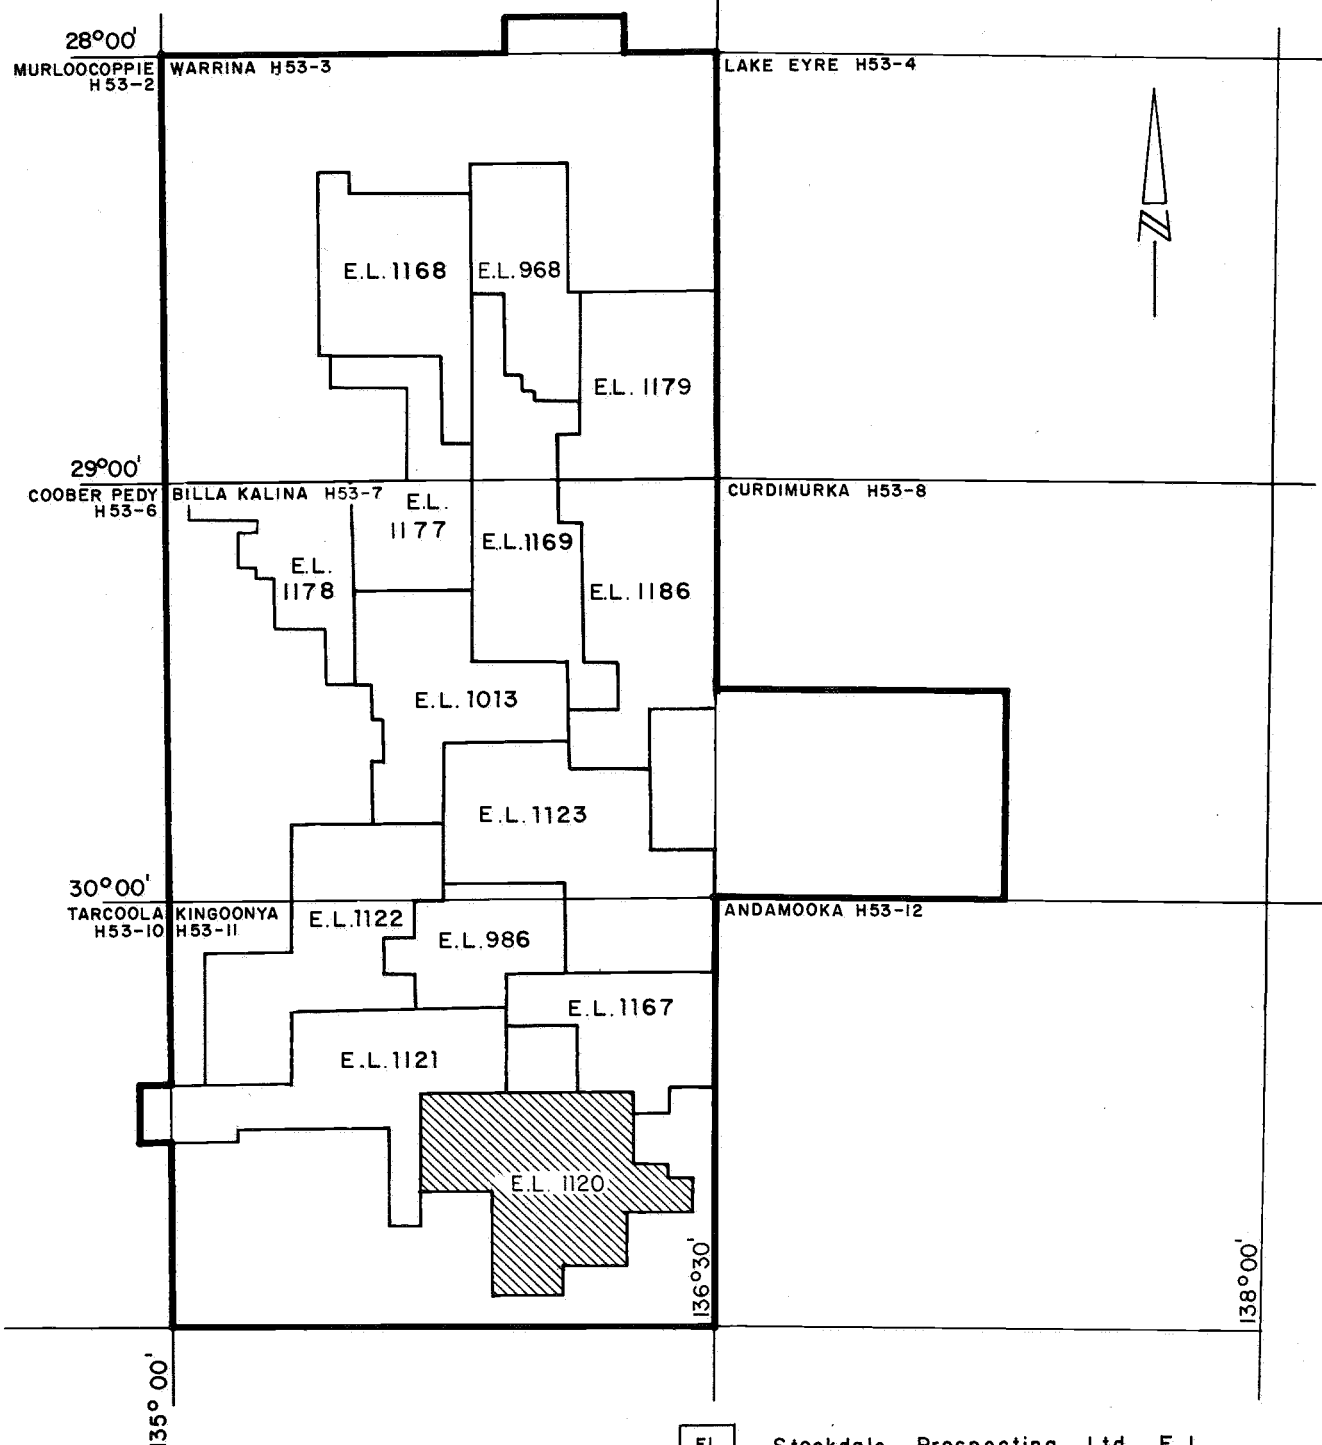 28°00'
MURLOOCOPPIE
H53-2
WARRINA H53-3
LAKE EYRE H53-4
N
E.L. 1168
E.L. 968
E.L. 1179
29°00'
COOBER PEDY
H53-6
BILLA KALINA H53-7
CURDIMURKA H53-8
E.L.
1177
E.L.1169
E.L.
1178
E.L. 1186
E.L. 1013
E.L. 1123
30°00'
TARCOOLA
H53-10
KINGOONYA
H53-11
ANDAMOOKA H53-12
E.L.1122
E.L.986
E.L. 1167
E.L. 1121
E.L. 1120
136°30'
138°00'
135°00'
EL Stockdale Prospecting Ltd. E.L.